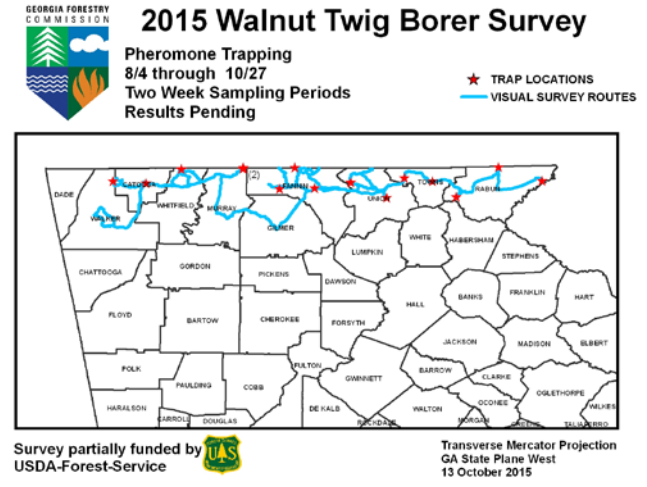 GEORGIA FORESTRY
COMMISSION
2015 Walnut Twig Borer Survey
Pheromone Trapping
8/4 through 10/27
Two Week Sampling Periods
Results Pending
TRAP LOCATIONS
VISUAL SURVEY ROUTES
(2)
DADE
WALKER
WHITFIELD
MURRAY
GILMER
RABUN
CHATTOOGA
GORDON
PICKENS
DAWSON
LUMPKIN
WHITE
HABERSHAM
STEPHENS
FLOYD
BARTOW
CHEROKEE
FORSYTH
HALL
BANKS
FRANKLIN
HART
POLK
PAULDING
COBB
FULTON
GWINNETT
JACKSON
MADISON
ELBERT
BARROW
CLARKE
HARALSON
CARROLL
DOUGLAS
DE KALB
ROCKDALE
WALTON
MORGAN
OCONEE
GREENE
OGLETHORPE
WILKES
TALIAFERRO
Survey partially funded by
USDA-Forest-Service
U S
Transverse Mercator Projection
GA State Plane West
13 October 2015